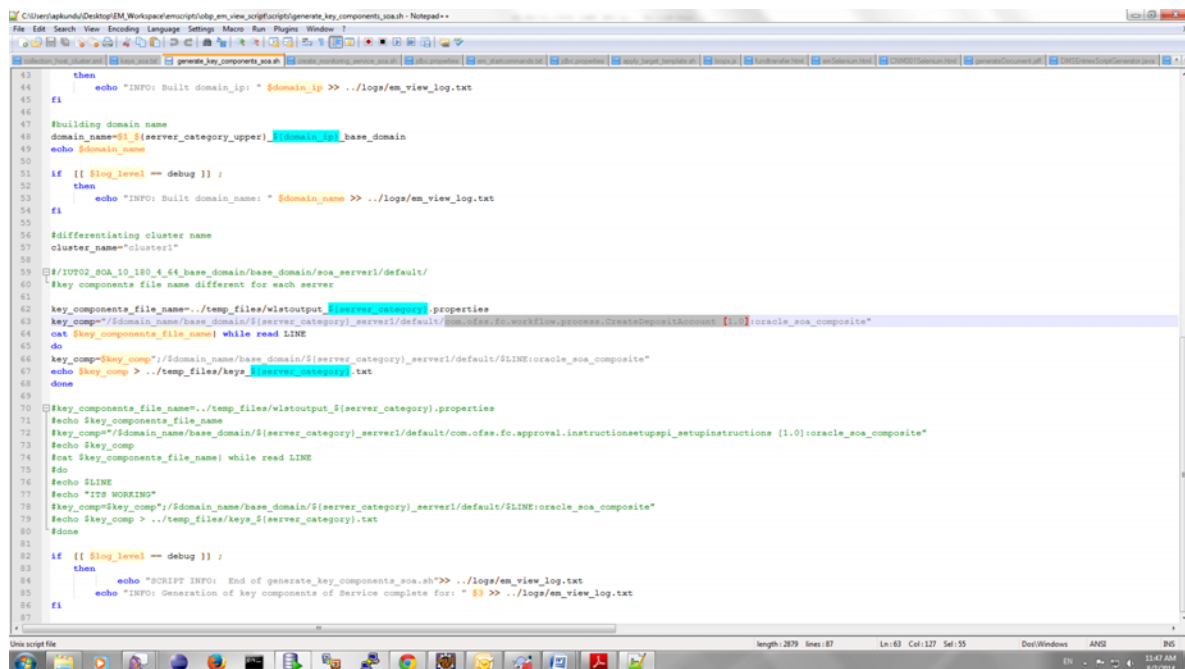 C:\Users\apkundu\Desktop\EM_Workspace\emscripts\obp_em_view_script\scripts\generate_key_components_soa.sh - Notepad++
File Edit Search View Encoding Language Settings Macro Run Plugins Window ?
generate_key_components_soa.sh
43 then
44 echo "INFO: Built domain_ip: " $domain_ip >> ../logs/em_view_log.txt
45 fi
46
47 #building domain name
48 domain_name=$1_${server_category_upper}_${domain_ip}_base_domain
49 echo $domain_name
50
51 if [[ $log_level == debug ]] ;
52 then
53 echo "INFO: Built domain_name: " $domain_name >> ../logs/em_view_log.txt
54 fi
55
56 #differentiating cluster name
57 cluster_name="cluster1"
58
59 #/IUT02_SOA_10_180_4_64_base_domain/base_domain/soa_server1/default/
60 #key components file name different for each server
61
62 key_components_file_name=../temp_files/wlstoutput_${server_category}.properties
63 key_comp="/$domain_name/base_domain/${server_category}_server1/default/com.ofss.fc.workflow.process.CreateDepositAccount [1.0]:oracle_soa_composite"
64 cat $key_components_file_name| while read LINE
65 do
66 key_comp=$key_comp";/$domain_name/base_domain/${server_category}_server1/default/$LINE:oracle_soa_composite"
67 echo $key_comp > ../temp_files/keys_${server_category}.txt
68 done
69
70 #key_components_file_name=../temp_files/wlstoutput_${server_category}.properties
71 #echo $key_components_file_name
72 #key_comp="/$domain_name/base_domain/${server_category}_server1/default/com.ofss.fc.approval.instructionsetupspi_setupinstructions [1.0]:oracle_soa_composite"
73 #echo $key_comp
74 #cat $key_components_file_name| while read LINE
75 #do
76 #echo $LINE
77 #echo "ITS WORKING"
78 #key_comp=$key_comp";/$domain_name/base_domain/${server_category}_server1/default/$LINE:oracle_soa_composite"
79 #echo $key_comp > ../temp_files/keys_${server_category}.txt
80 #done
81
82 if [[ $log_level == debug ]] ;
83 then
84 echo "SCRIPT INFO: End of generate_key_components_soa.sh">> ../logs/em_view_log.txt
85 echo "INFO: Generation of key components of Service complete for: " $3 >> ../logs/em_view_log.txt
86 fi
87
Unix script file length : 2879 lines : 87 Ln : 63 Col : 127 Sel : 55 Dos\Windows ANSI INS
EN 11:47 AM